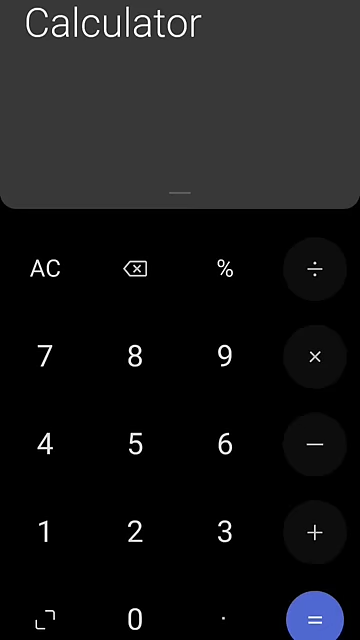 Calculator
AC % ÷
7 8 9 ×
4 5 6 −
1 2 3 +
0 . =